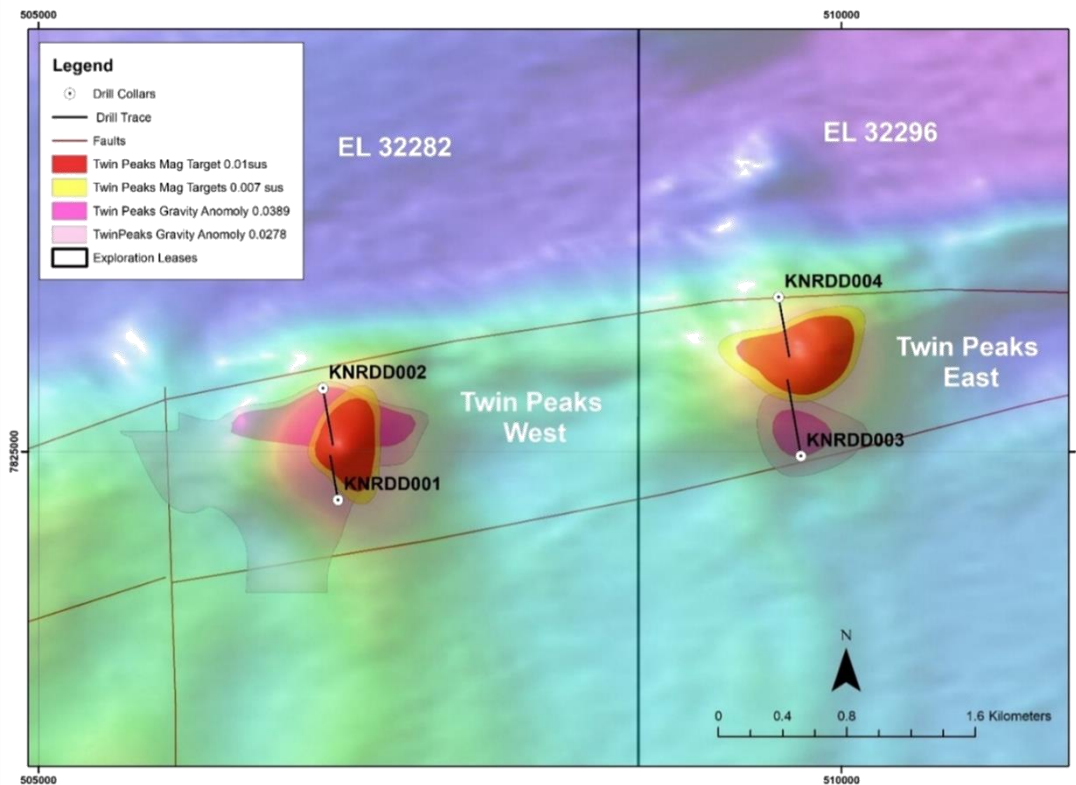 505000
510000
Legend
Drill Collars
Drill Trace
Faults
Twin Peaks Mag Target 0.01sus
Twin Peaks Mag Targets 0.007 sus
Twin Peaks Gravity Anomoly 0.0389
TwinPeaks Gravity Anomoly 0.0278
Exploration Leases
EL 32282
EL 32296
KNRDD004
Twin Peaks
East
KNRDD002
Twin Peaks
West
KNRDD003
7825000
KNRDD001
N
0 0.4 0.8 1.6 Kilometers
505000
510000